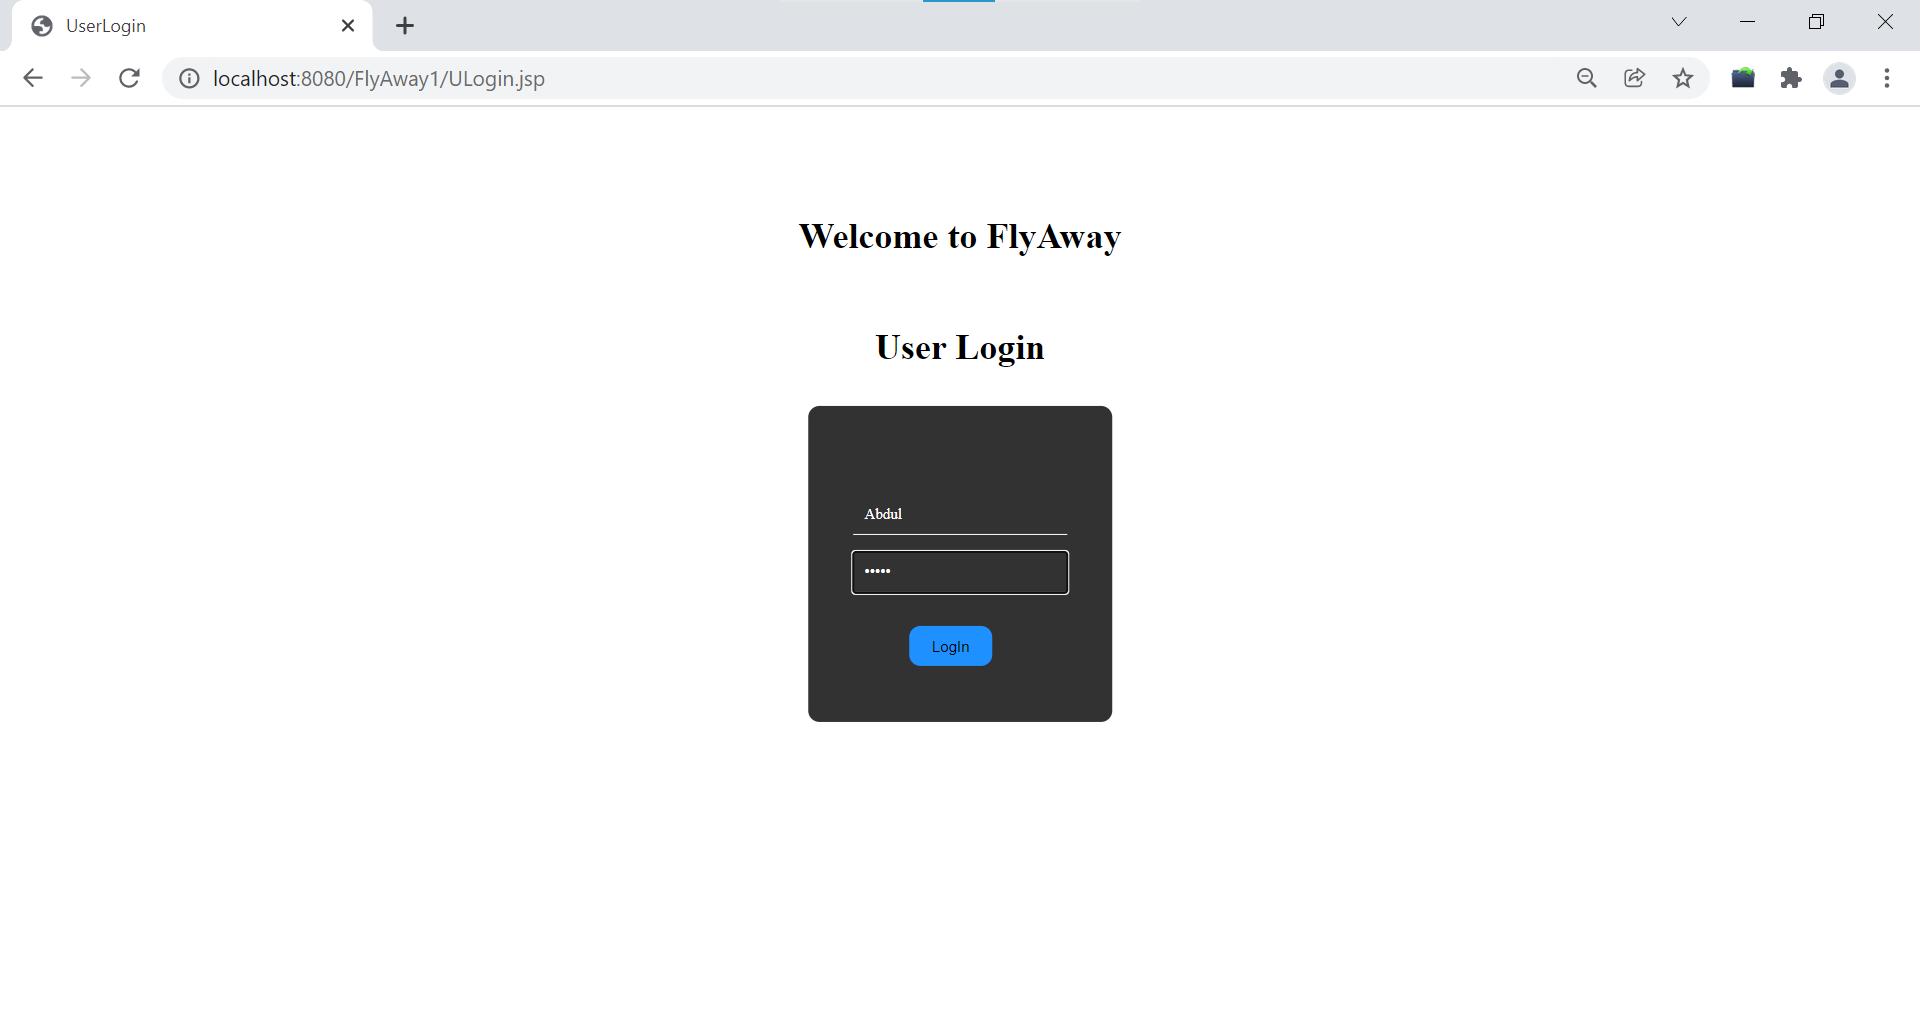 UserLogin
localhost:8080/FlyAway1/ULogin.jsp
Welcome to FlyAway
User Login
Abdul
•••••
LogIn